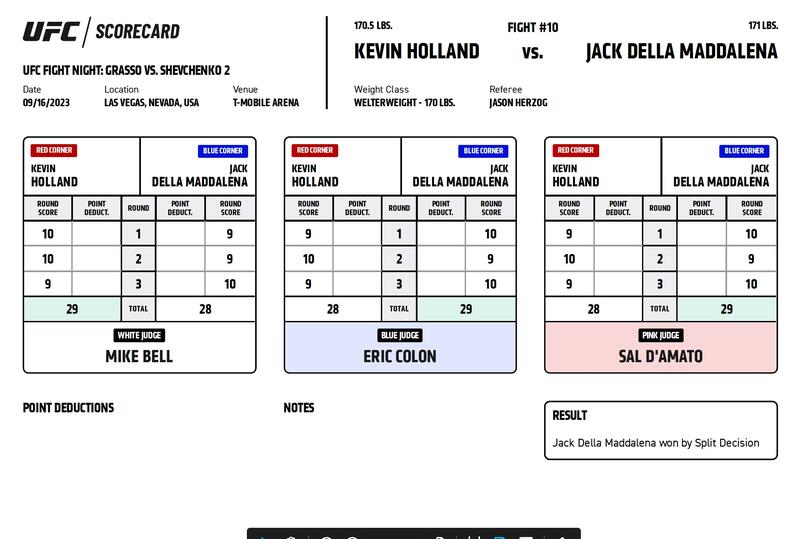 UFC / SCORECARD
UFC FIGHT NIGHT: GRASSO VS. SHEVCHENKO 2
Date Location Venue
09/16/2023 LAS VEGAS, NEVADA, USA T-MOBILE ARENA
170.5 LBS. FIGHT #10 171 LBS.
KEVIN HOLLAND VS. JACK DELLA MADDALENA
Weight Class Referee
WELTERWEIGHT - 170 LBS. JASON HERZOG
RED CORNER BLUE CORNER
KEVIN JACK
HOLLAND DELLA MADDALENA
ROUND POINT ROUND POINT ROUND
SCORE DEDUCT. DEDUCT. SCORE
10 1 9
10 2 9
9 3 10
29 TOTAL 28
WHITE JUDGE
MIKE BELL
RED CORNER BLUE CORNER
KEVIN JACK
HOLLAND DELLA MADDALENA
ROUND POINT ROUND POINT ROUND
SCORE DEDUCT. DEDUCT. SCORE
9 1 10
10 2 9
9 3 10
28 TOTAL 29
BLUE JUDGE
ERIC COLON
RED CORNER BLUE CORNER
KEVIN JACK
HOLLAND DELLA MADDALENA
ROUND POINT ROUND POINT ROUND
SCORE DEDUCT. DEDUCT. SCORE
9 1 10
10 2 9
9 3 10
28 TOTAL 29
PINK JUDGE
SAL D'AMATO
POINT DEDUCTIONS
NOTES
RESULT
Jack Della Maddalena won by Split Decision